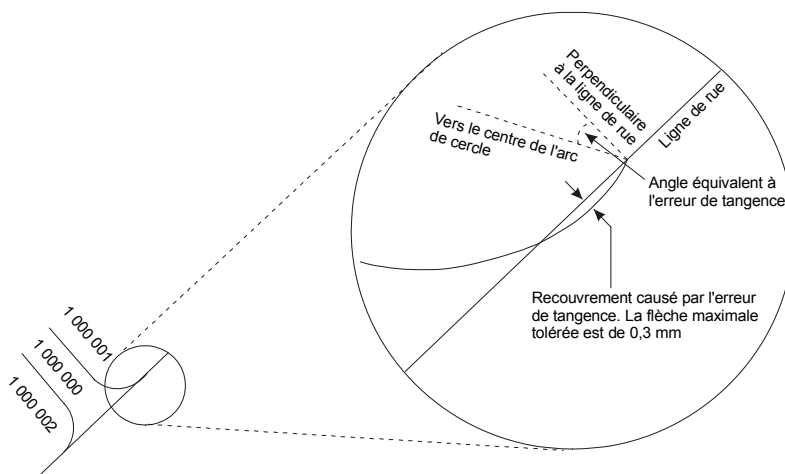 Perpendiculaire
à la ligne de rue
Ligne de rue
Vers le centre de l'arc
de cercle
Angle équivalent à
l'erreur de tangence
Recouvrement causé par l'erreur
de tangence. La flèche maximale
tolérée est de 0,3 mm
1 000 001
1 000 000
1 000 002